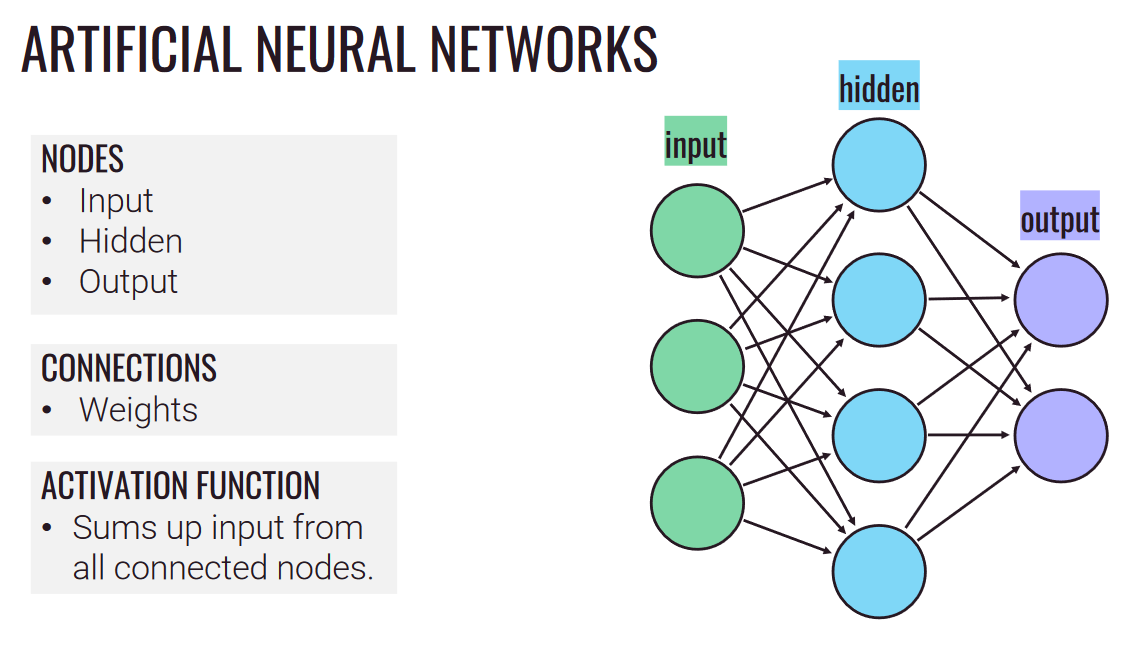 ARTIFICIAL NEURAL NETWORKS
NODES
• Input
• Hidden
• Output
CONNECTIONS
• Weights
ACTIVATION FUNCTION
• Sums up input from
all connected nodes.
input
hidden
output